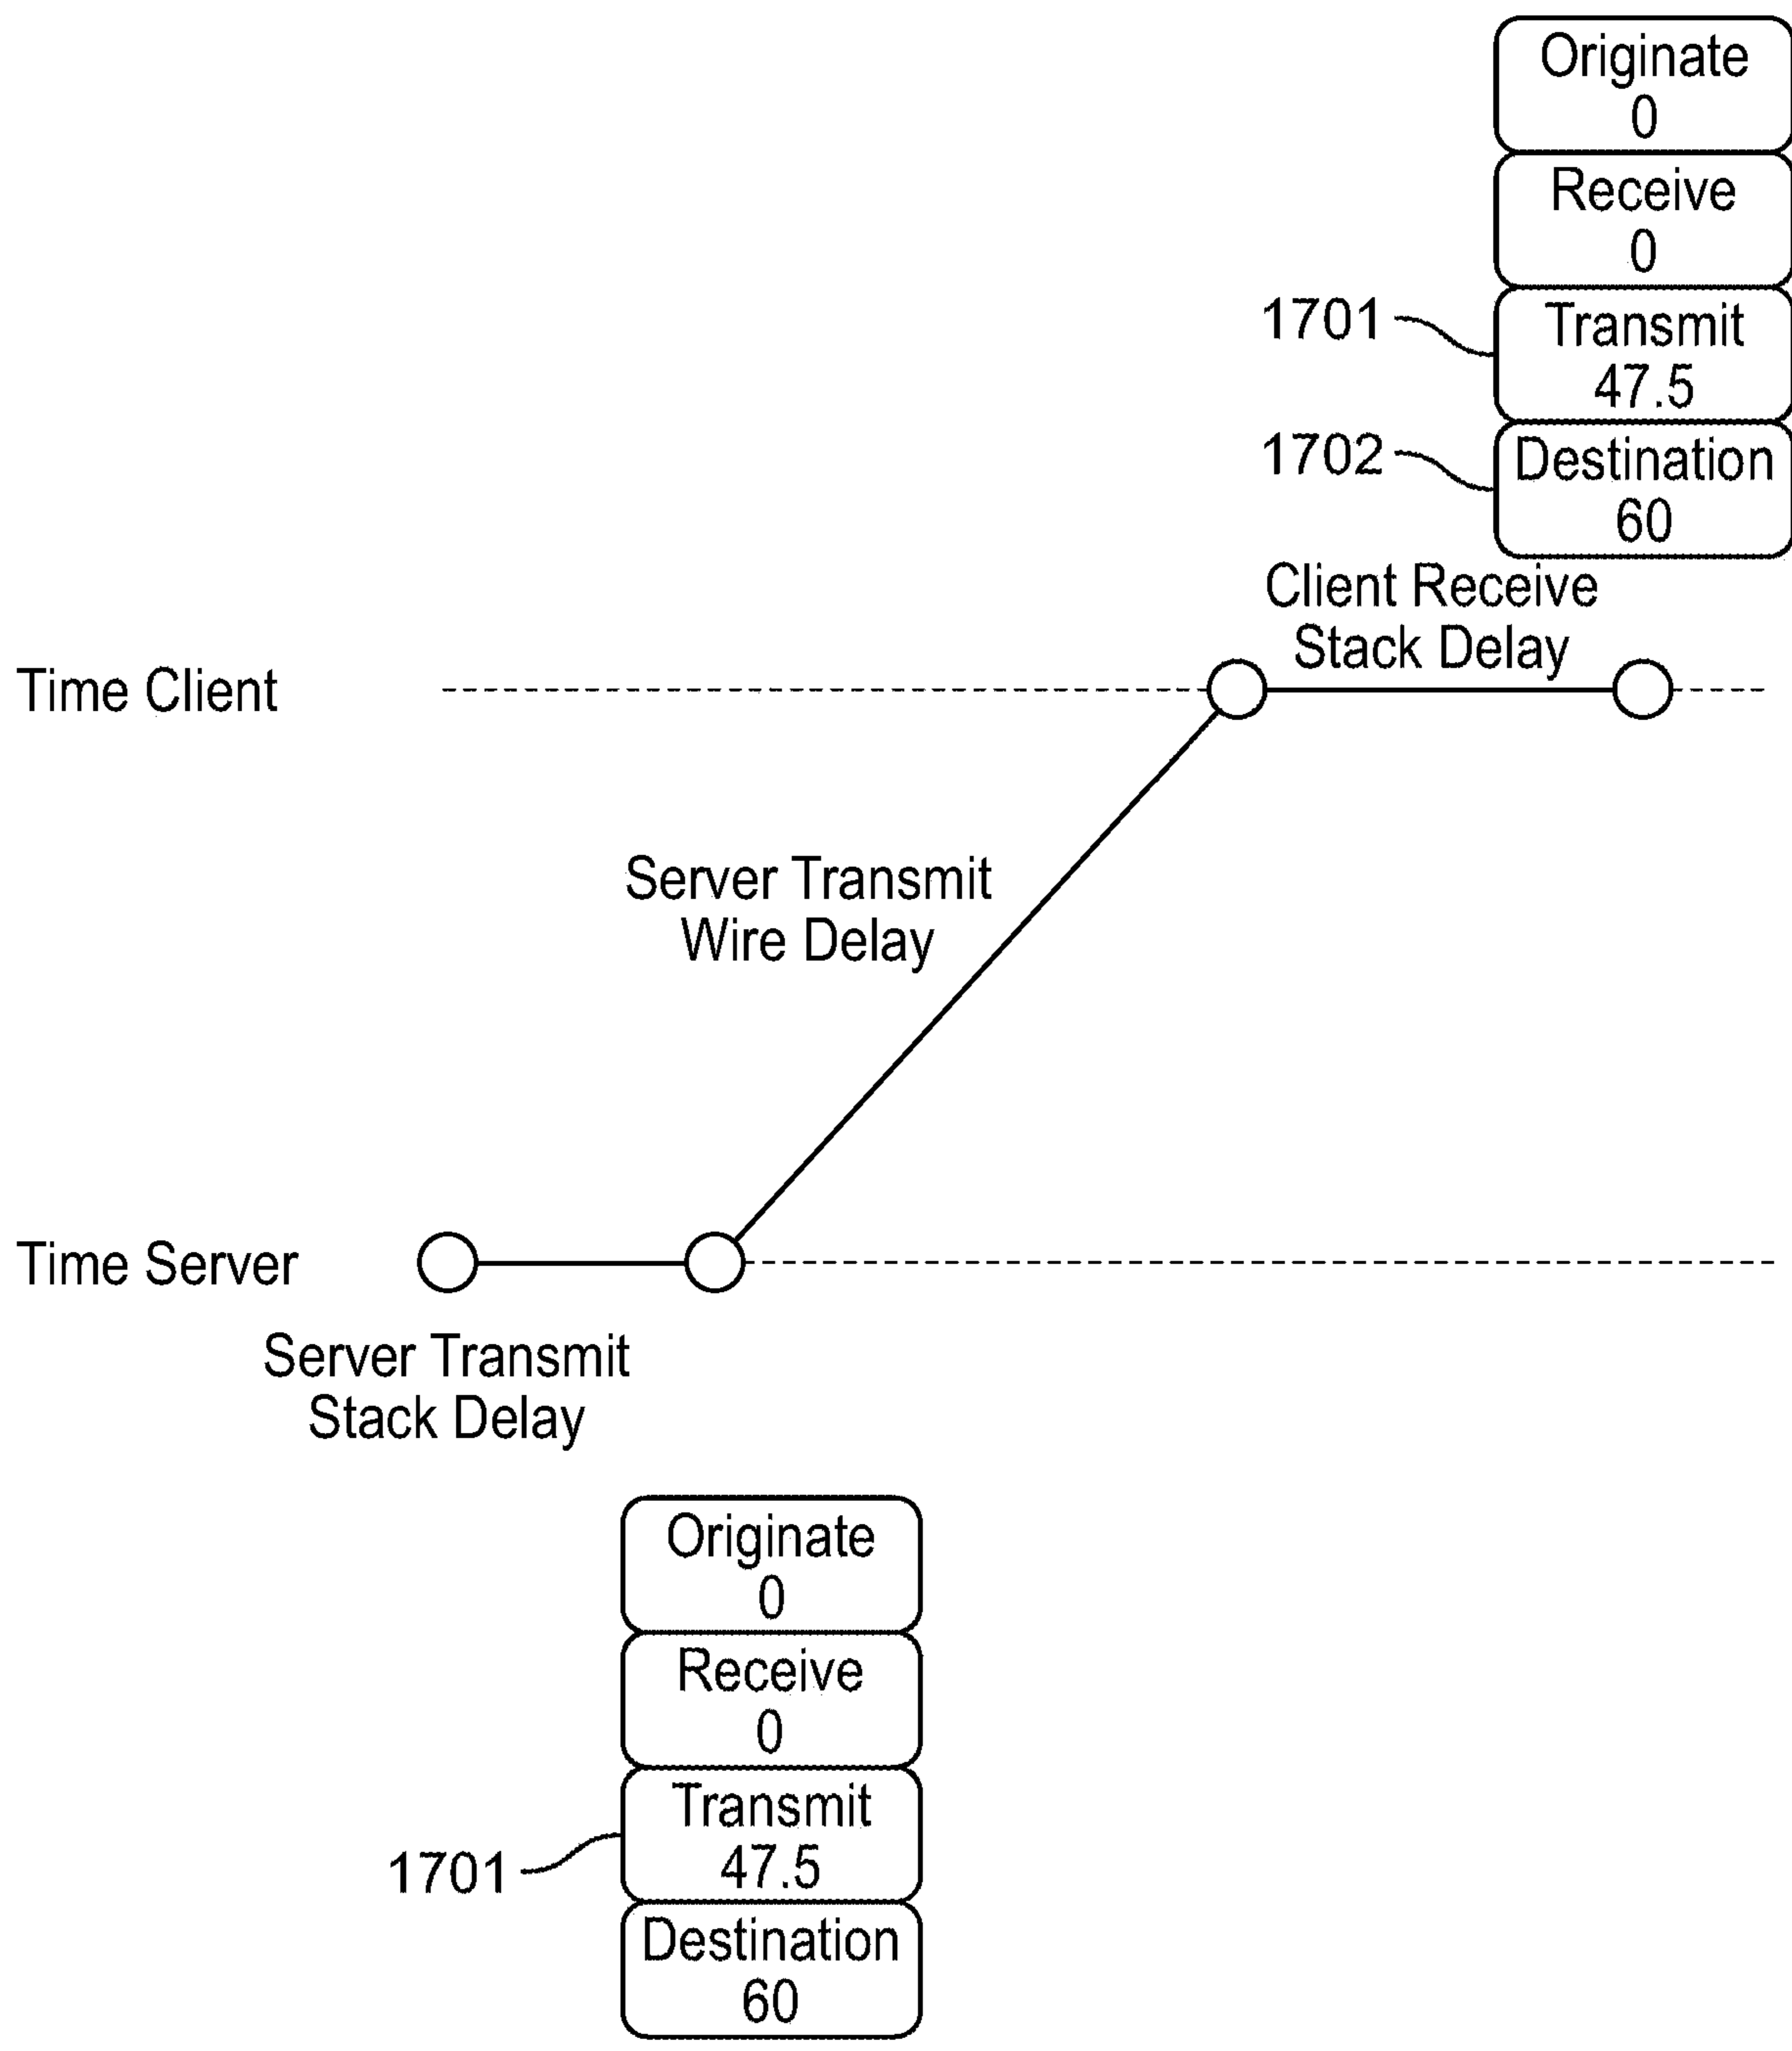 Originate
0
Receive
0
1701
Transmit
47.5
1702
Destination
60
Client Receive
Stack Delay
Time Client
Server Transmit
Wire Delay
Time Server
Server Transmit
Stack Delay
Originate
0
Receive
0
Transmit
47.5
1701
Destination
60